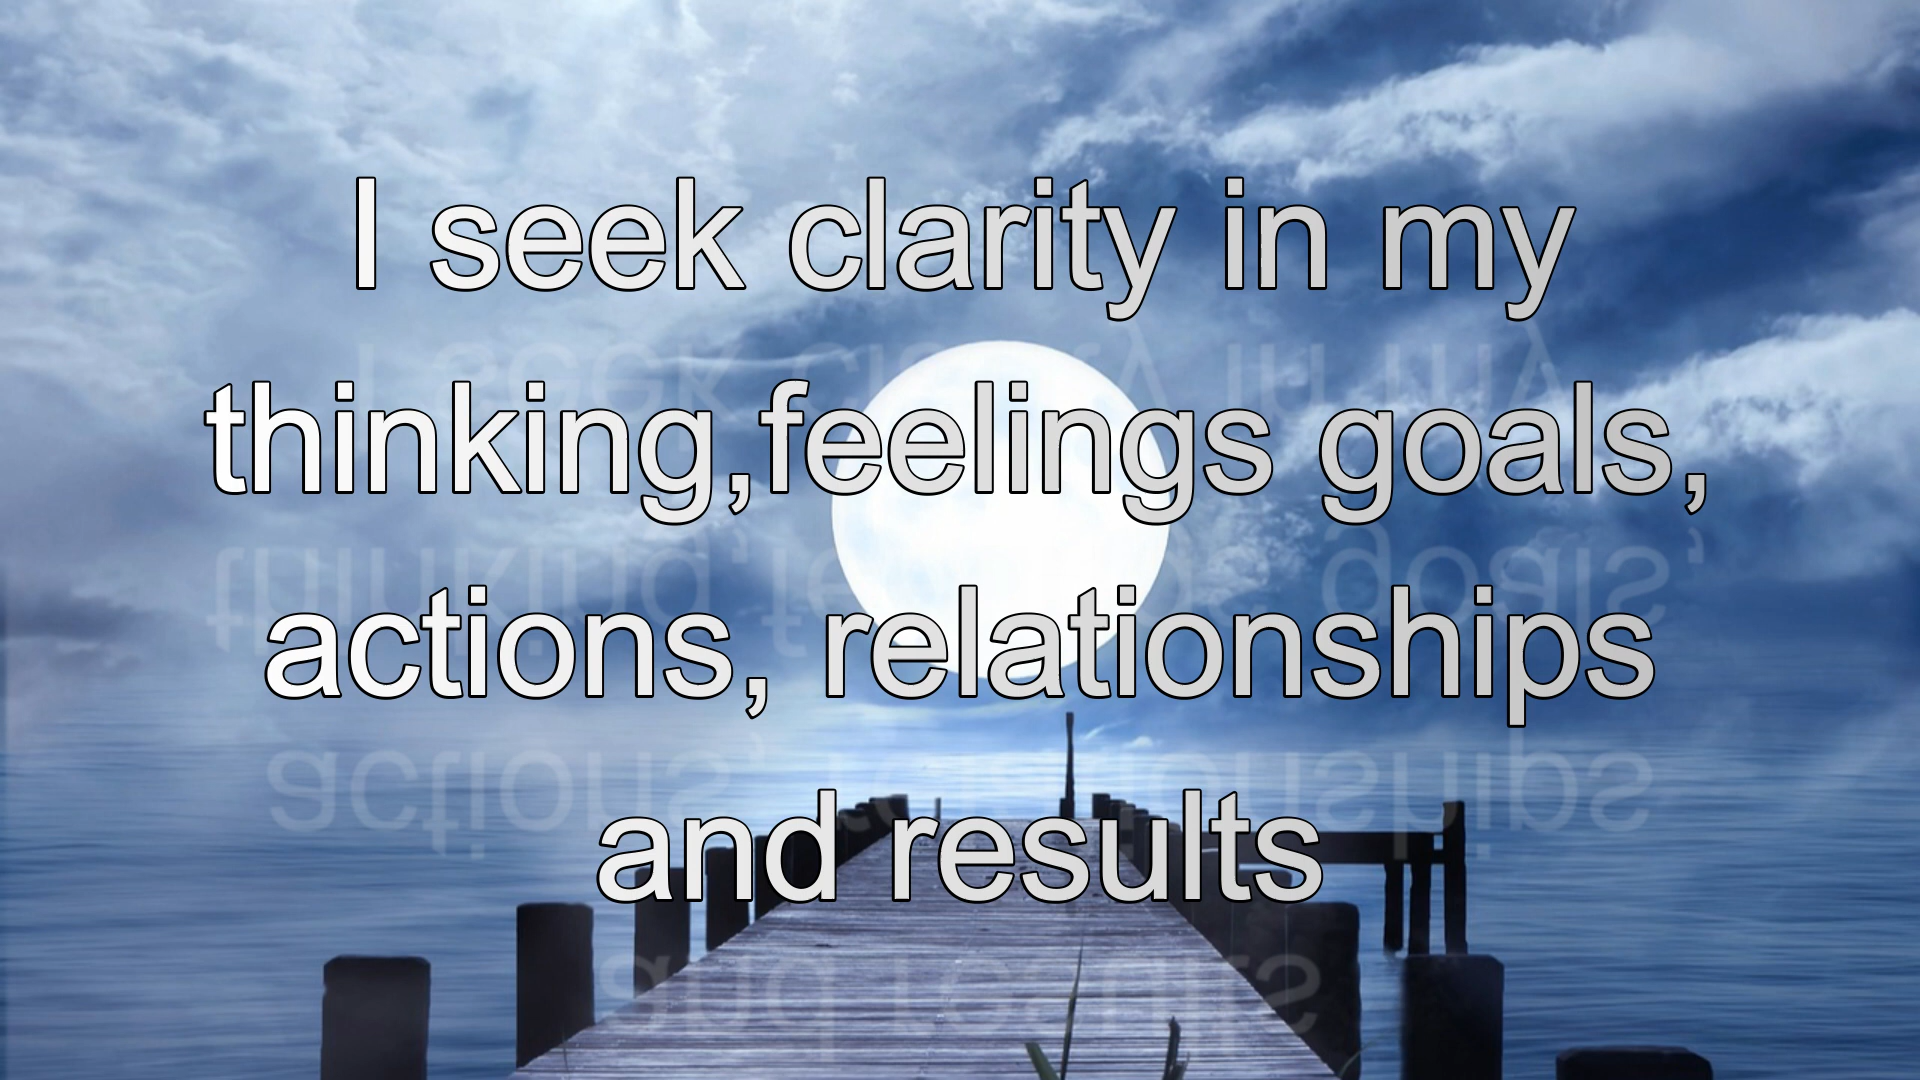 I seek clarity in my
thinking,feelings goals,
actions, relationships
and results